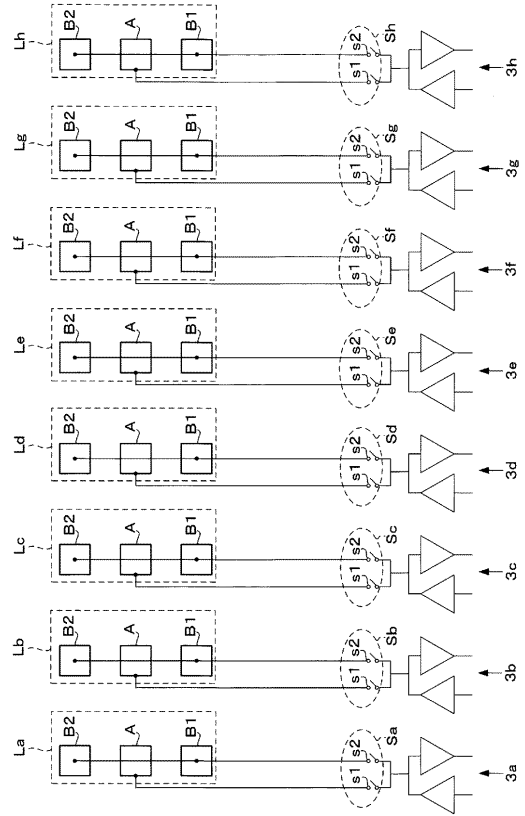 La Lb Lc Ld Le Lf Lg Lh
B2 B2 B2 B2 B2 B2 B2 B2
A A A A A A A A
B1 B1 B1 B1 B1 B1 B1 B1
s1 s2 s1 s2 s1 s2 s1 s2 s1 s2 s1 s2 s1 s2 s1 s2
Sa Sb Sc Sd Se Sf Sg Sh
3a 3b 3c 3d 3e 3f 3g 3h